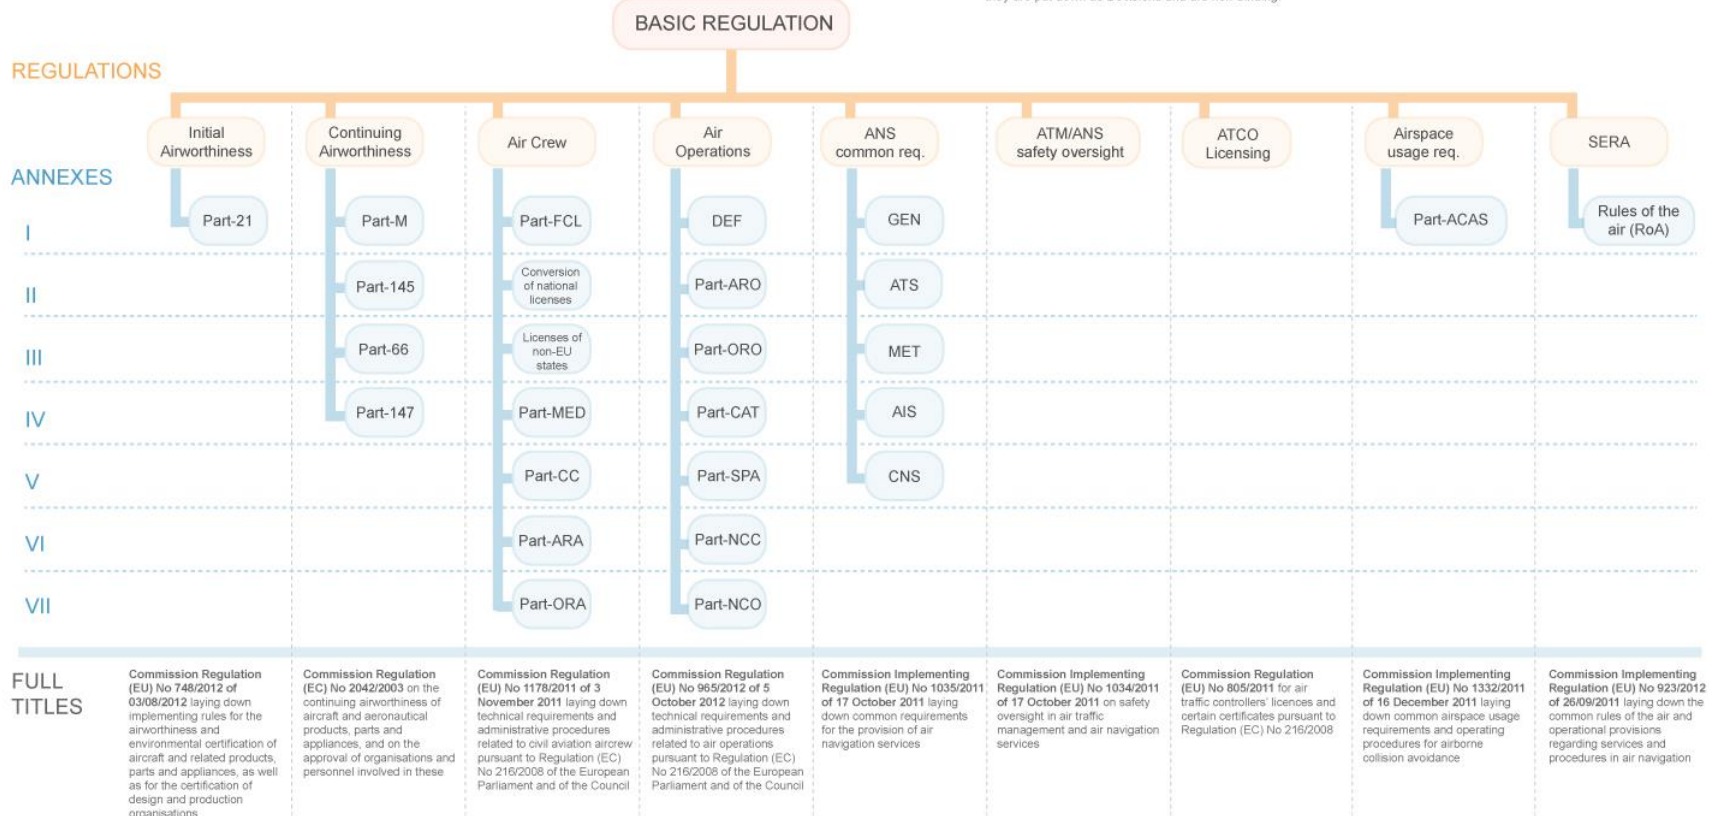 BASIC REGULATION
REGULATIONS
Initial
Airworthiness
Continuing
Airworthiness
Air Crew
Air
Operations
ANS
common req.
ATM/ANS
safety oversight
ATCO
Licensing
Airspace
usage req.
SERA
ANNEXES
I
Part-21
Part-M
Part-FCL
DEF
GEN
Part-ACAS
Rules of the
air (RoA)
II
Part-145
Conversion
of national
licenses
Part-ARO
ATS
III
Part-66
Licenses of
non-EU
states
Part-ORO
MET
IV
Part-147
Part-MED
Part-CAT
AIS
V
Part-CC
Part-SPA
CNS
VI
Part-ARA
Part-NCC
VII
Part-ORA
Part-NCO
FULL
TITLES
Commission Regulation
(EU) No 748/2012 of
03/08/2012 laying down
implementing rules for the
airworthiness and
environmental certification of
aircraft and related products,
parts and appliances, as well
as for the certification of
design and production
organisations
Commission Regulation
(EC) No 2042/2003 on the
continuing airworthiness of
aircraft and aeronautical
products, parts and
appliances, and on the
approval of organisations and
personnel involved in these
Commission Regulation
(EU) No 1178/2011 of 3
November 2011 laying down
technical requirements and
administrative procedures
related to civil aviation aircrew
pursuant to Regulation (EC)
No 216/2008 of the European
Parliament and of the Council
Commission Regulation
(EU) No 965/2012 of 5
October 2012 laying down
technical requirements and
administrative procedures
related to air operations
pursuant to Regulation (EC)
No 216/2008 of the European
Parliament and of the Council
Commission Implementing
Regulation (EU) No 1035/2011
of 17 October 2011 laying
down common requirements
for the provision of air
navigation services
Commission Implementing
Regulation (EU) No 1034/2011
of 17 October 2011 on safety
oversight in air traffic
management and air navigation
services
Commission Regulation
(EU) No 805/2011 for air
traffic controllers' licences and
certain certificates pursuant to
Regulation (EC) No 216/2008
Commission Implementing
Regulation (EU) No 1332/2011
of 16 December 2011 laying
down common airspace usage
requirements and operating
procedures for airborne
collision avoidance
Commission Implementing
Regulation (EU) No 923/2012
of 26/09/2011 laying down the
common rules of the air and
operational provisions
regarding services and
procedures in air navigation